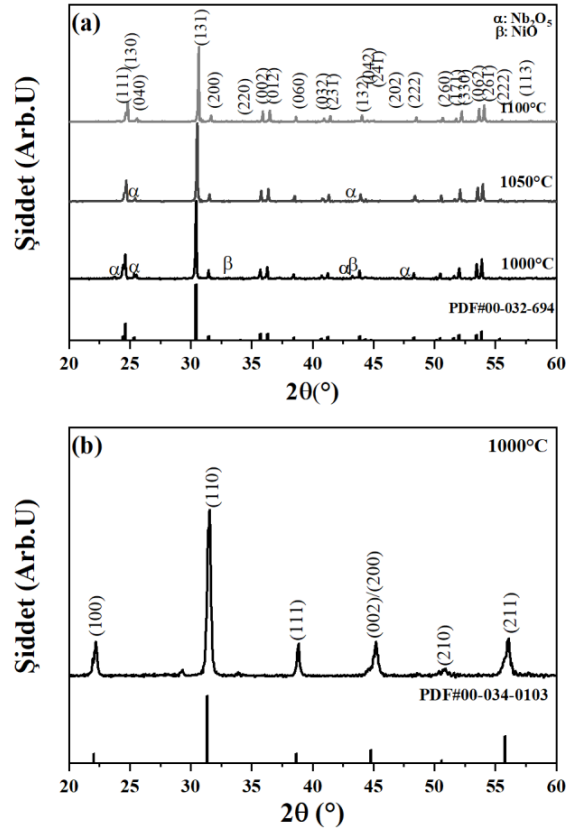 (a)
α: Nb₂O₅
β: NiO
(111)
(130)
(040)
(131)
(200)
(220)
(002)
(012)
(060)
(032)
(231)
(132)
(042)
(241)
(202)
(222)
(260)
(171)
(330)
(062)
(261)
(222)
(113)
1100°C
α
α
1050°C
α
α
β
α
β
α
1000°C
PDF#00-032-694
Şiddet (Arb.U)
20 25 30 35 40 45 50 55 60
2θ(°)
(b)
1000°C
(100)
(110)
(111)
(002)/(200)
(210)
(211)
PDF#00-034-0103
Şiddet (Arb.U)
20 25 30 35 40 45 50 55 60
2θ (°)